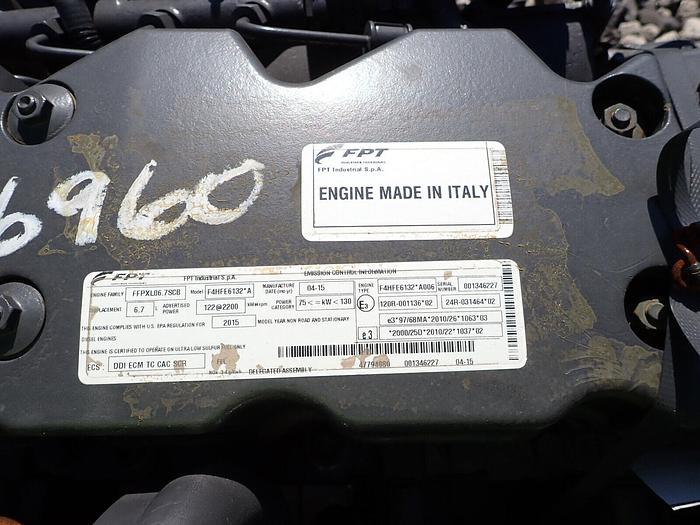 FPT
FPT Industrial S.p.A.
ENGINE MADE IN ITALY
6960
FPT
FPT Industrial S.p.A.
EMISSION CONTROL INFORMATION
ENGINE FAMILY FFPXL06.7SCB Model F4HFE6132*A MANUFACTURE DATE (mo-yr) 04-15 ENGINE TYPE F4HFE6132*A006 SERIAL NUMBER 001346227
PLACEMENT 6,7 l ADVERTISED POWER 122@2200 kW@rpm POWER CATEGORY 75<=kW<130 E3 120R-001136*02 24R-031464*02
THIS ENGINE COMPLIES WITH U.S. EPA REGULATION FOR 2015 MODEL YEAR NON ROAD AND STATIONARY e3*97/68MA*2010/26*1063*03
DIESEL ENGINES e 3 *2000/25D*2010/22*1037*02
THIS ENGINE IS CERTIFIED TO OPERATE ON ULTRA LOW SULFUR FUEL ONLY
ECS: DDI ECM TC CAC SCR FEL
DELEGATED ASSEMBLY 47794080 001346227 04-15